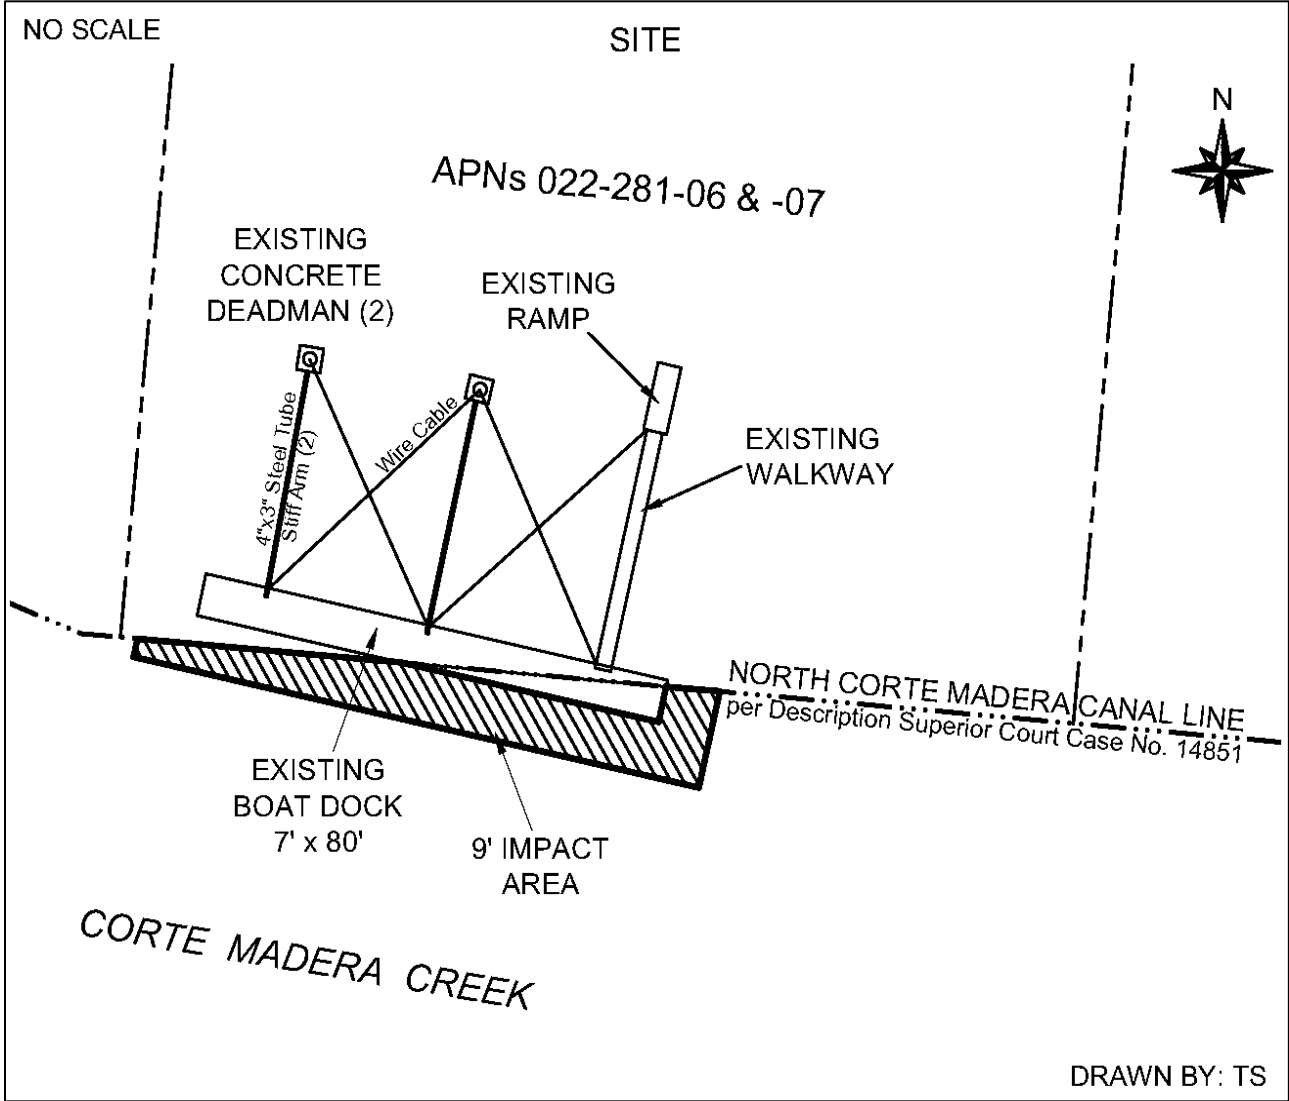 NO SCALE
SITE
N
APNs 022-281-06 & -07
EXISTING
CONCRETE
DEADMAN (2)
EXISTING
RAMP
4"x3" Steel Tube
Stiff Arm (2)
Wire Cable
EXISTING
WALKWAY
NORTH CORTE MADERA CANAL LINE
per Description Superior Court Case No. 14851
EXISTING
BOAT DOCK
7' x 80'
9' IMPACT
AREA
CORTE MADERA CREEK
DRAWN BY: TS